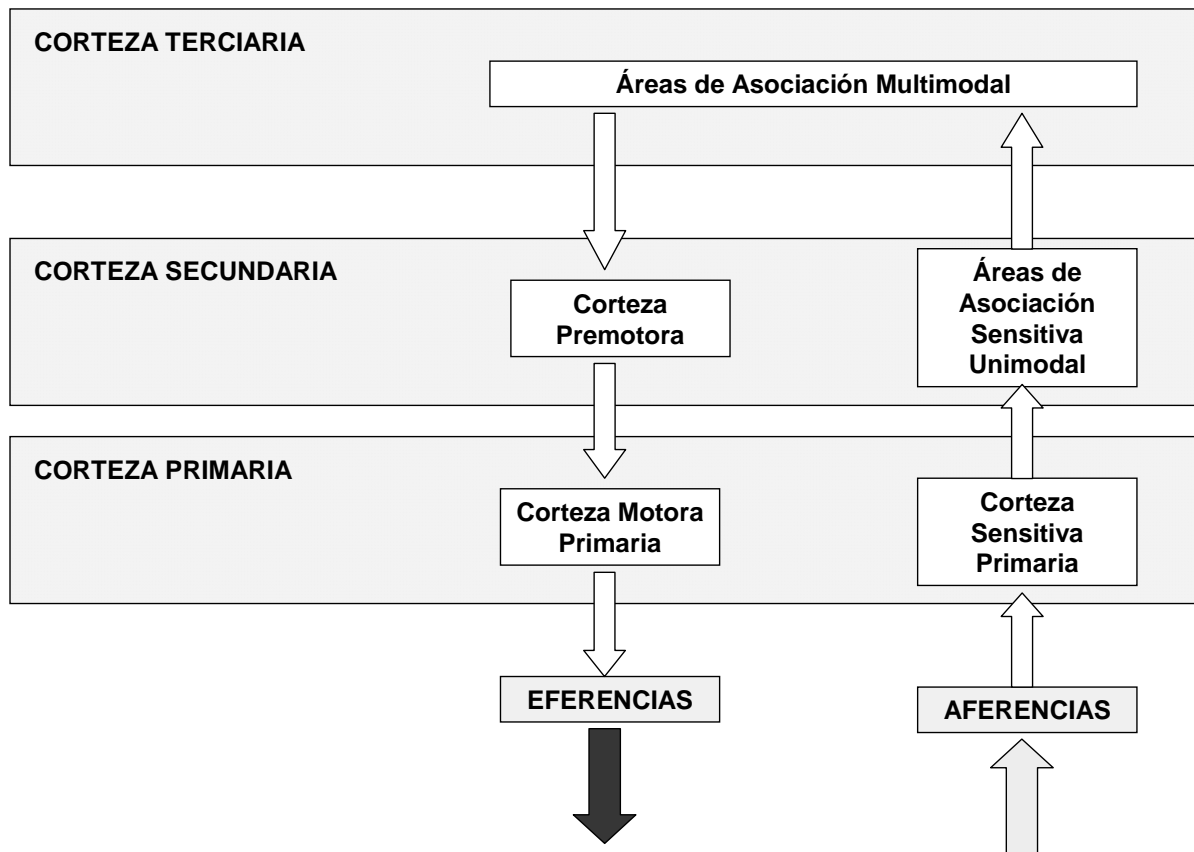 CORTEZA TERCIARIA
Áreas de Asociación Multimodal
CORTEZA SECUNDARIA
Corteza
Premotora
Áreas de
Asociación
Sensitiva
Unimodal
CORTEZA PRIMARIA
Corteza Motora
Primaria
Corteza
Sensitiva
Primaria
EFERENCIAS
AFERENCIAS